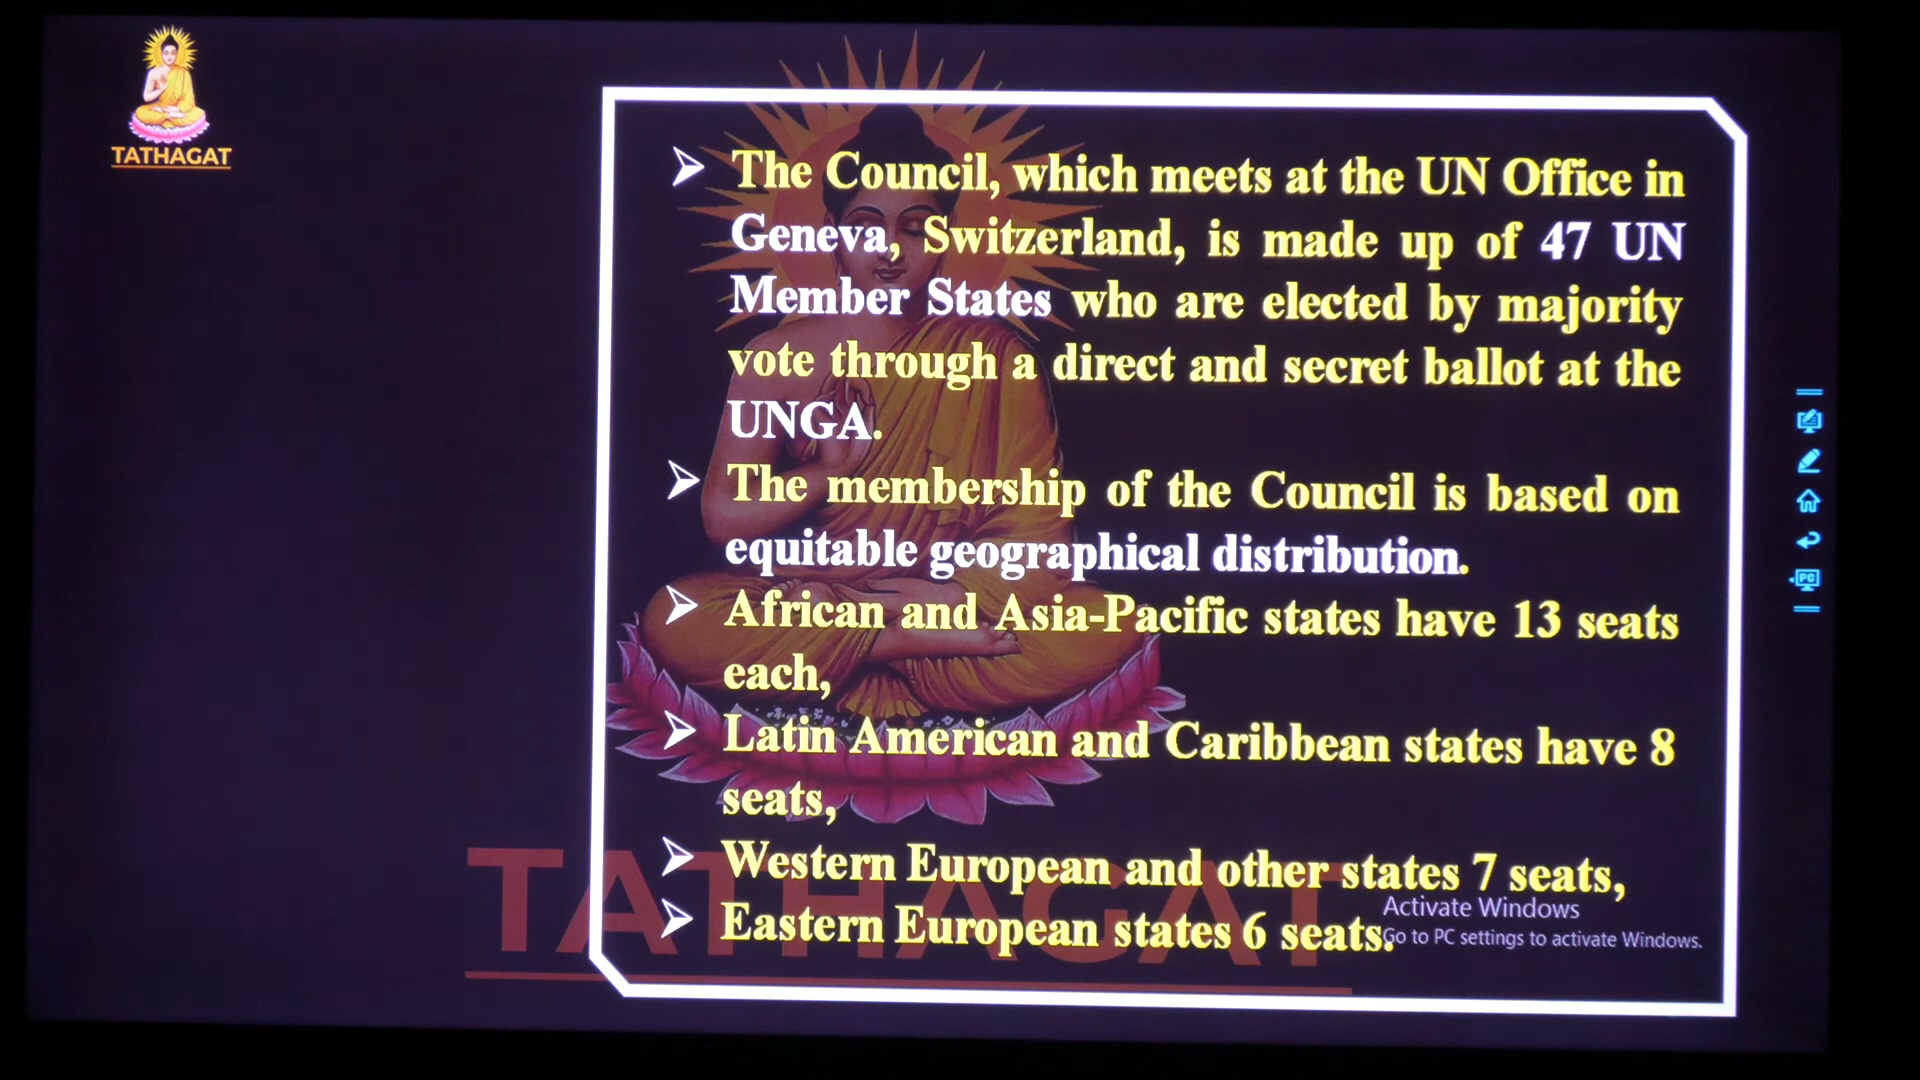 TATHAGAT
➢ The Council, which meets at the UN Office in
Geneva, Switzerland, is made up of 47 UN
Member States who are elected by majority
vote through a direct and secret ballot at the
UNGA.
➢ The membership of the Council is based on
equitable geographical distribution.
➢ African and Asia-Pacific states have 13 seats
each,
➢ Latin American and Caribbean states have 8
seats,
➢ Western European and other states 7 seats,
➢ Eastern European states 6 seats.
TATHAGAT
Activate Windows
Go to PC settings to activate Windows.
PC